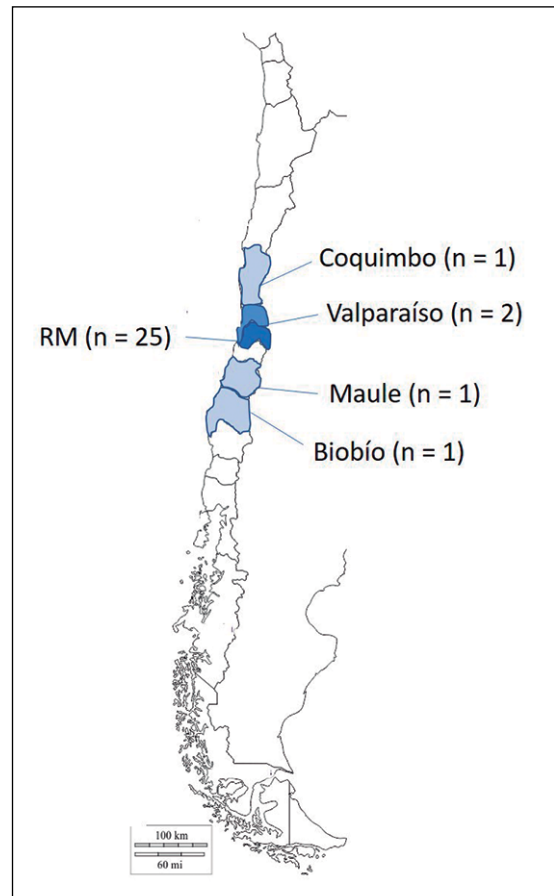 Coquimbo (n = 1)
Valparaíso (n = 2)
RM (n = 25)
Maule (n = 1)
Biobío (n = 1)
100 km
60 mi